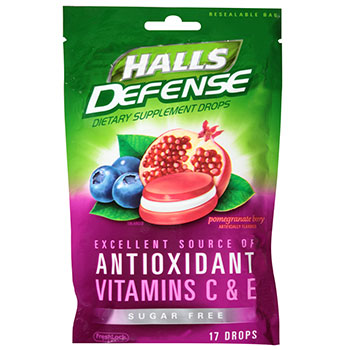 RESEALABLE BAG
HALLS
DEFENSE
DIETARY SUPPLEMENT DROPS
pomegranate berry
ARTIFICIALLY FLAVORED
EXCELLENT SOURCE OF
ANTIOXIDANT
VITAMINS C & E
SUGAR FREE
FreshLock
17 DROPS